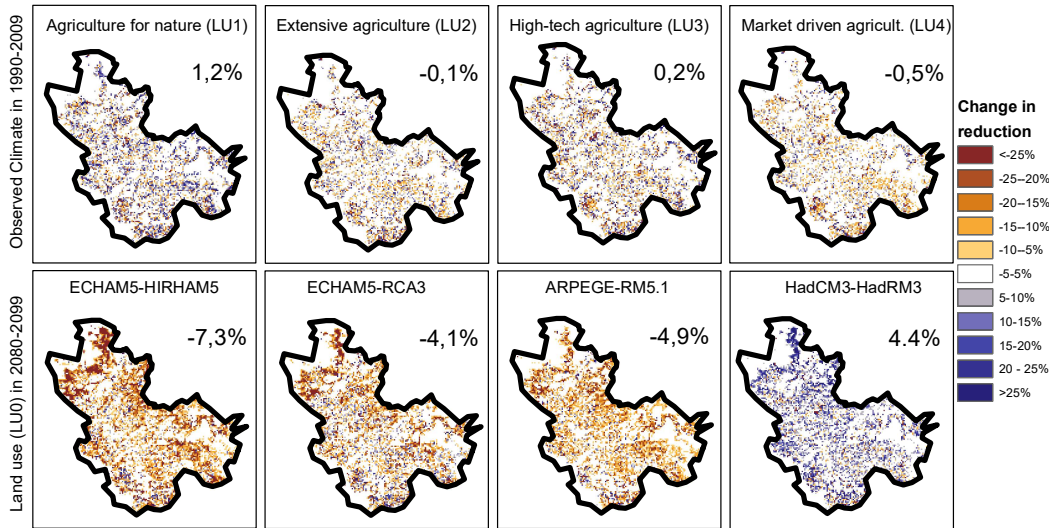 Agriculture for nature (LU1)
Extensive agriculture (LU2)
High-tech agriculture (LU3)
Market driven agricult. (LU4)
Observed Climate in 1990-2009
1,2%
-0,1%
0,2%
-0,5%
Change in
reduction
<-25%
-25–20%
-20–15%
-15–10%
-10–5%
-5-5%
5-10%
10-15%
15-20%
20 - 25%
>25%
Land use (LU0) in 2080-2099
ECHAM5-HIRHAM5
ECHAM5-RCA3
ARPEGE-RM5.1
HadCM3-HadRM3
-7,3%
-4,1%
-4,9%
4.4%